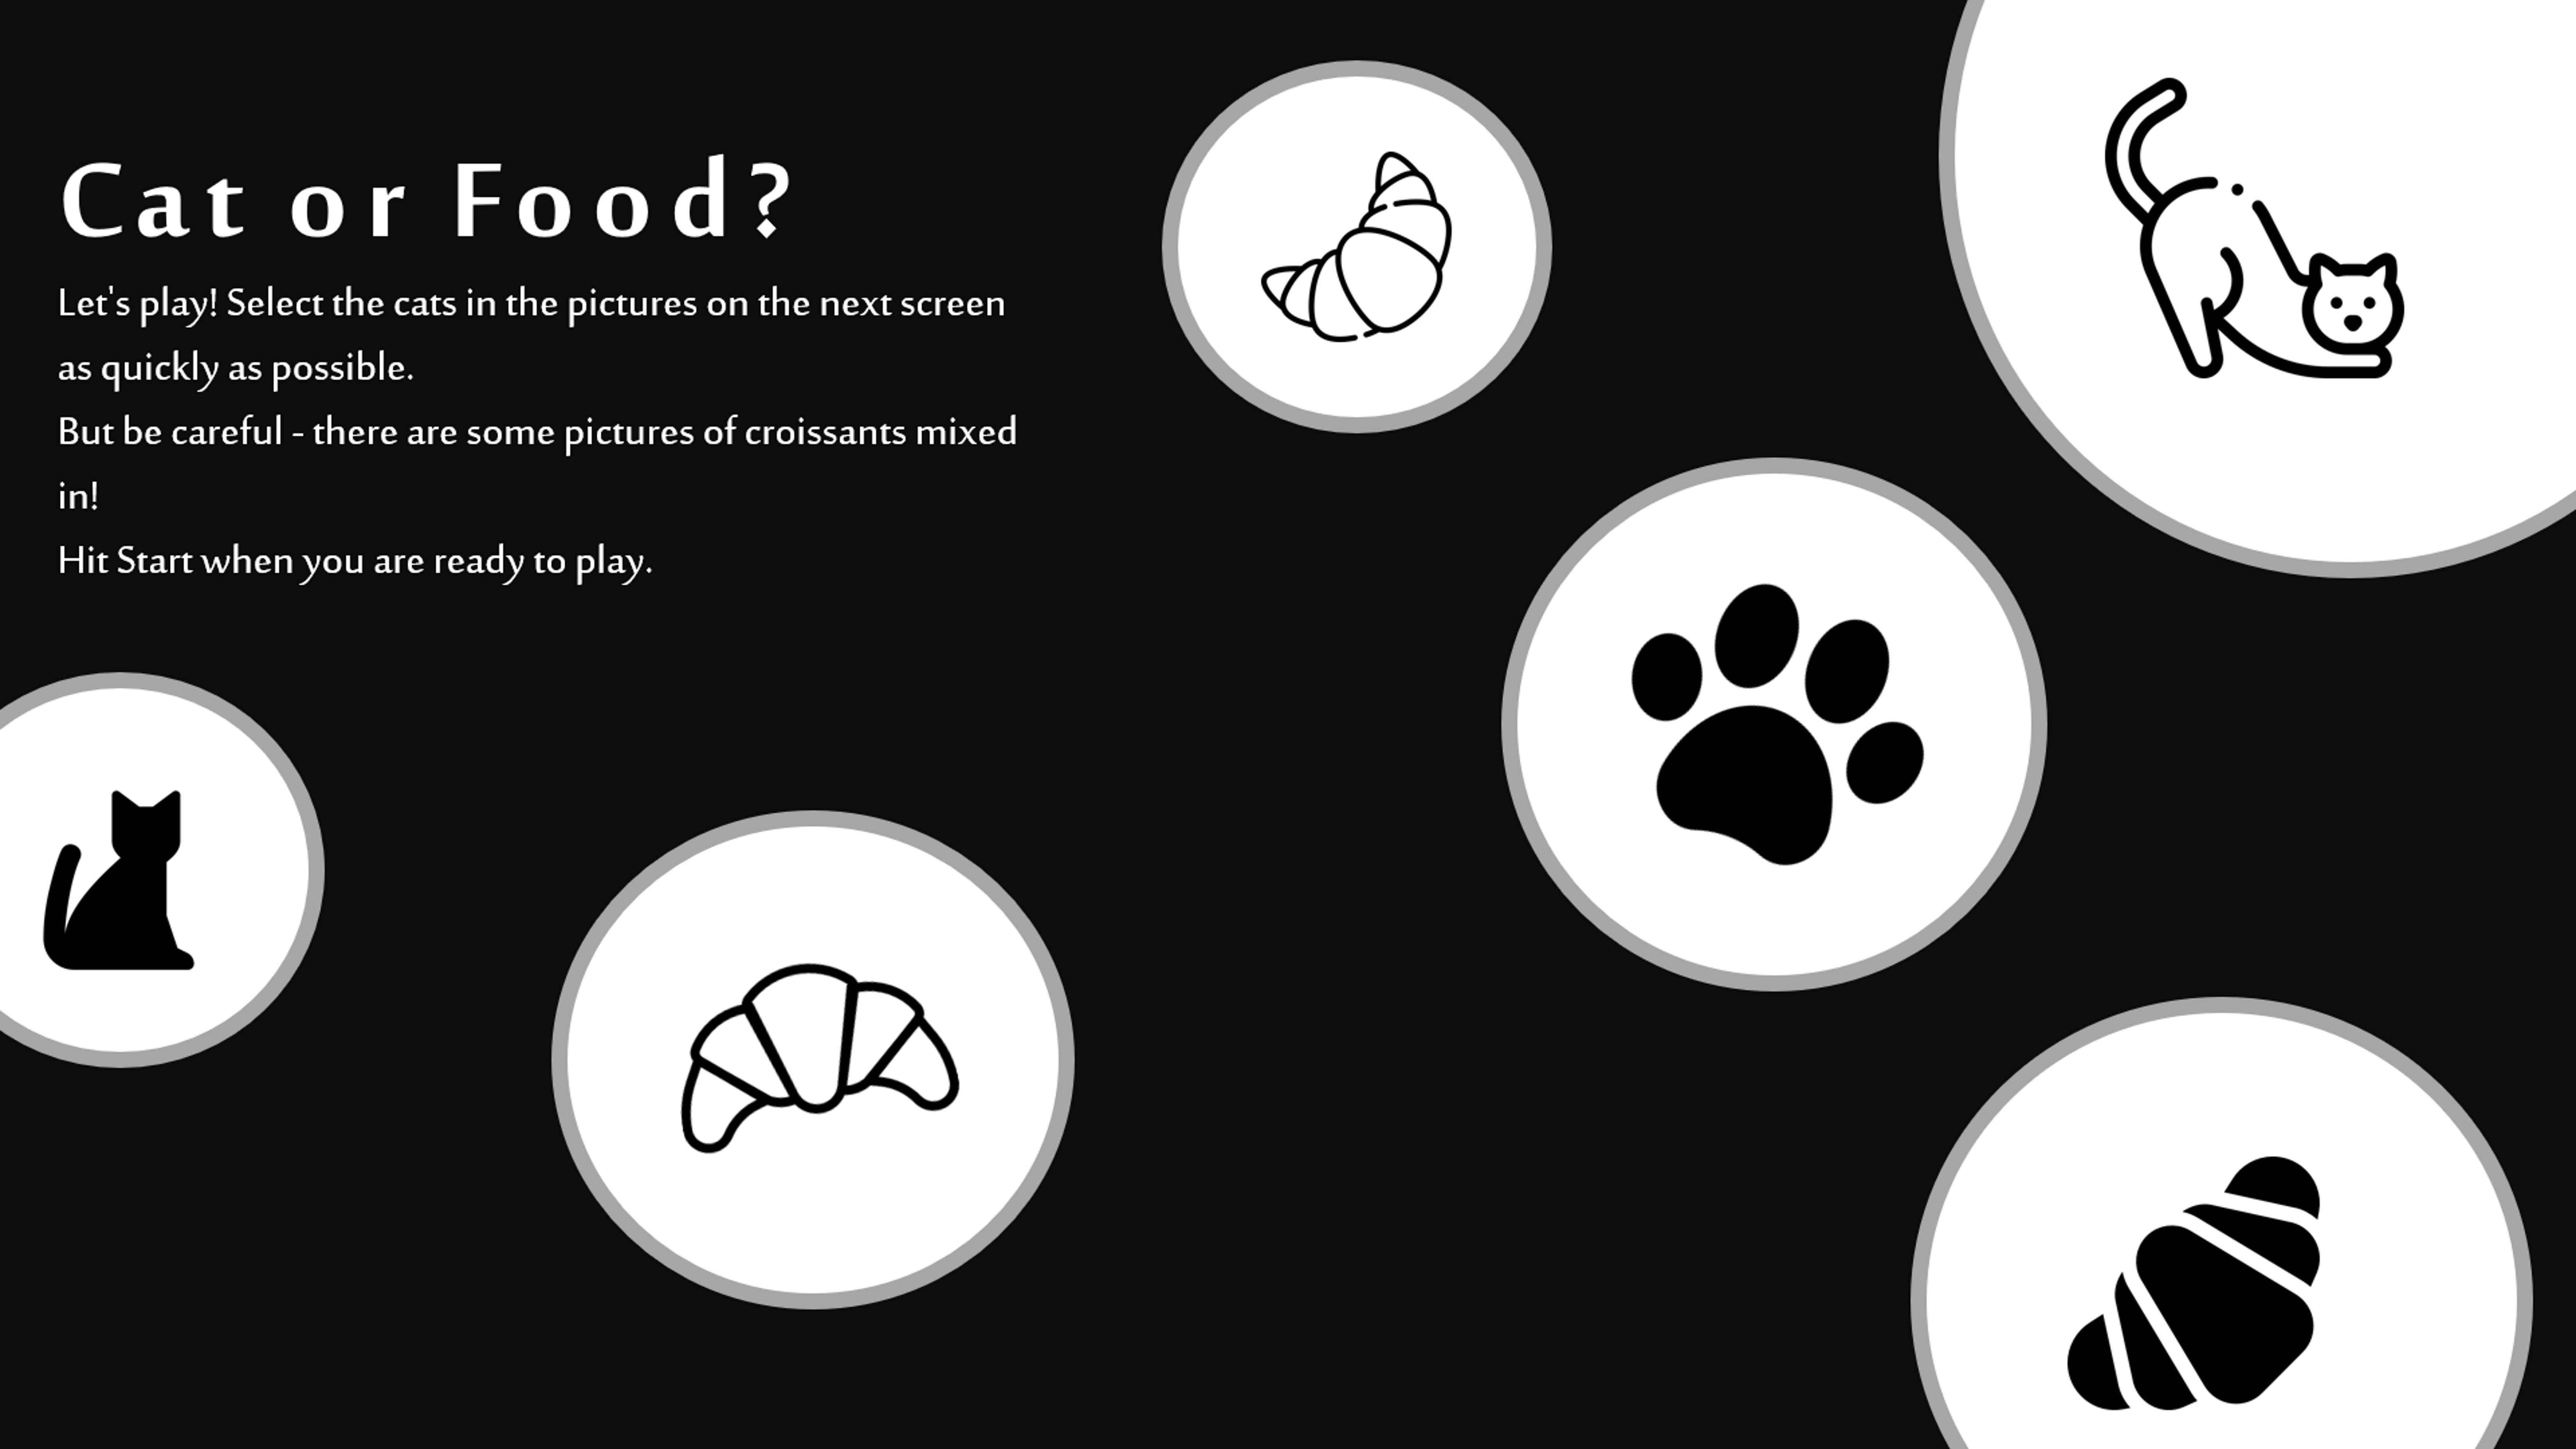 Cat or Food?
Let's play! Select the cats in the pictures on the next screen
as quickly as possible.
But be careful - there are some pictures of croissants mixed
in!
Hit Start when you are ready to play.